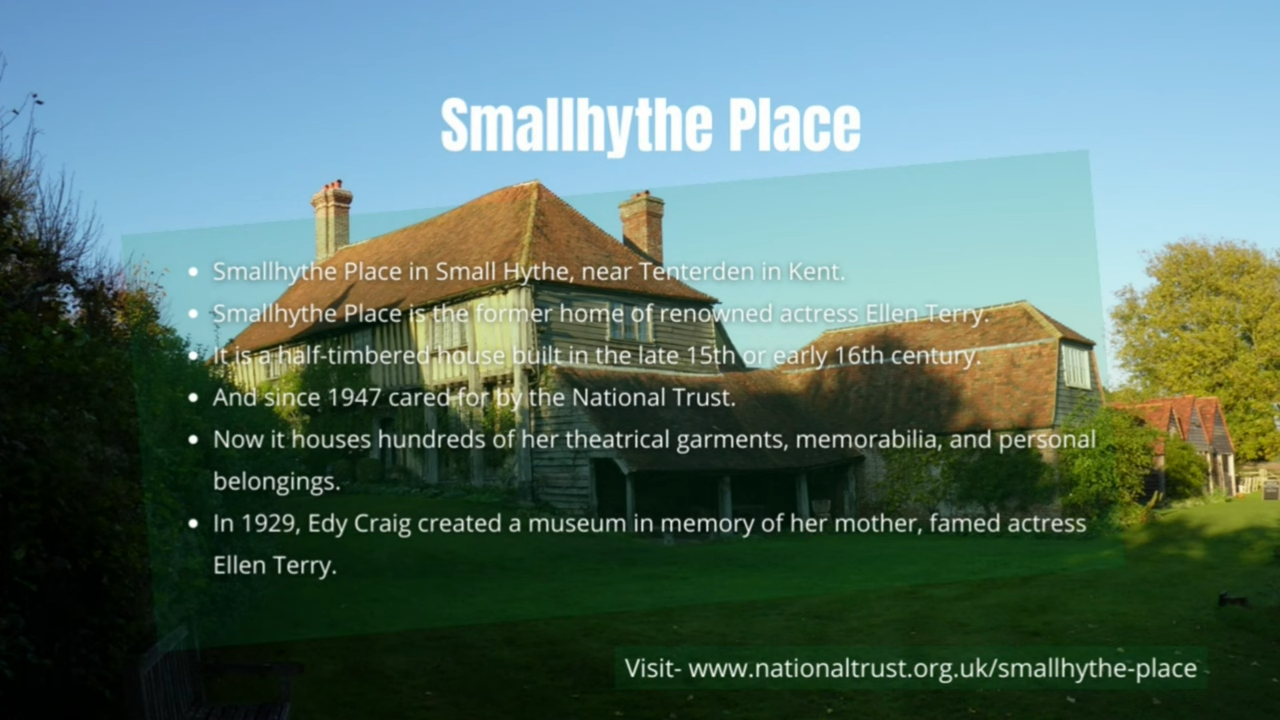 Smallhythe Place
• Smallhythe Place in Small Hythe, near Tenterden in Kent.
• Smallhythe Place is the former home of renowned actress Ellen Terry.
• It is a half-timbered house built in the late 15th or early 16th century.
• And since 1947 cared for by the National Trust.
• Now it houses hundreds of her theatrical garments, memorabilia, and personal
belongings.
• In 1929, Edy Craig created a museum in memory of her mother, famed actress
Ellen Terry.
Visit- www.nationaltrust.org.uk/smallhythe-place